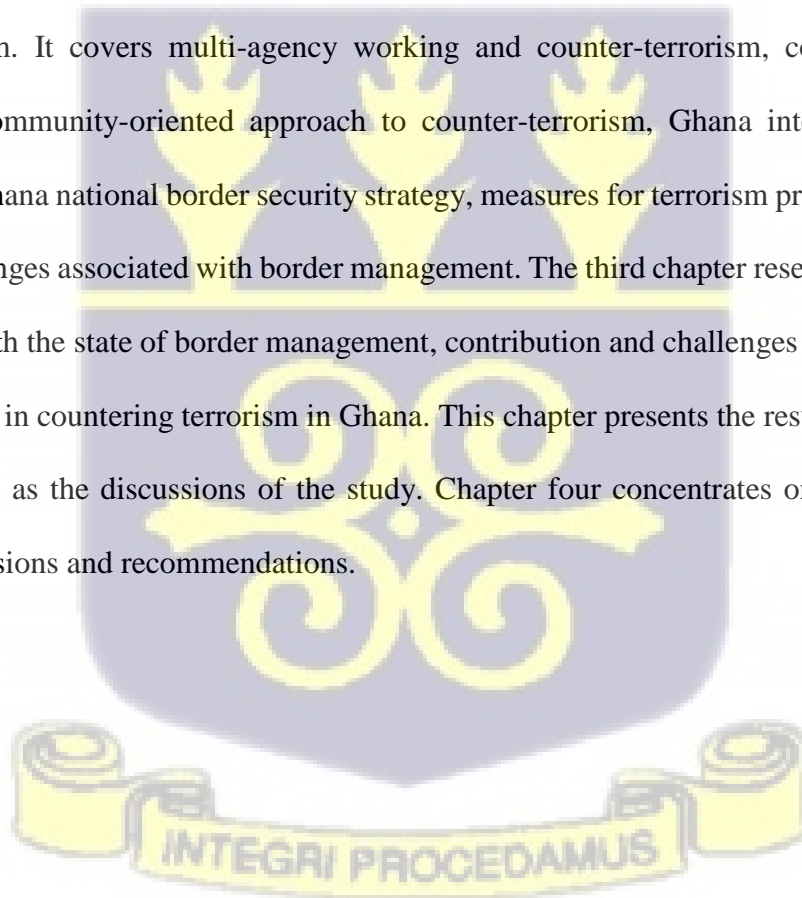 m. It covers multi-agency working and counter-terrorism, co
ommunity-oriented approach to counter-terrorism, Ghana int
hana national border security strategy, measures for terrorism pr
nges associated with border management. The third chapter rese
th the state of border management, contribution and challenges
in countering terrorism in Ghana. This chapter presents the res
as the discussions of the study. Chapter four concentrates o
sions and recommendations.
INTEGRI PROCEDAMUS